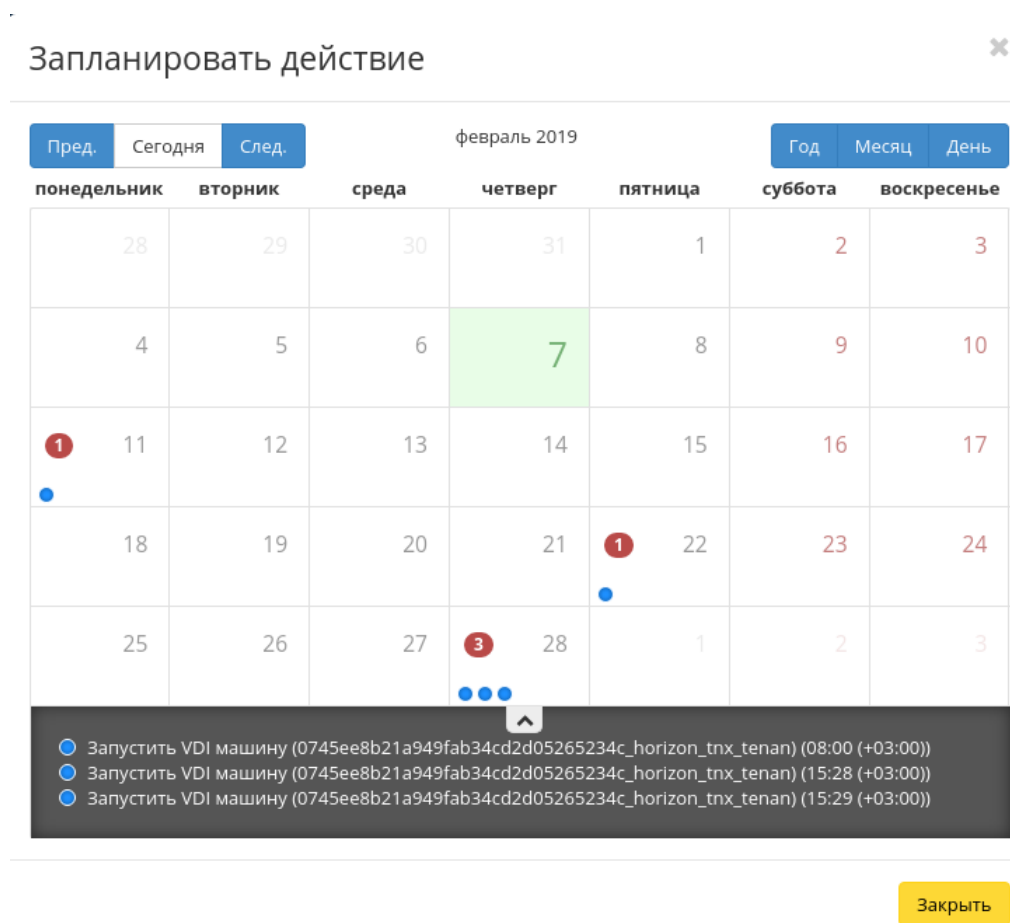 Запланировать действие ×
Пред. Сегодня След. февраль 2019 Год Месяц День
понедельник вторник среда четверг пятница суббота воскресенье
28 29 30 31 1 2 3
4 5 6 7 8 9 10
1 11 12 13 14 15 16 17
18 19 20 21 1 22 23 24
25 26 27 3 28 1 2 3
Запустить VDI машину (0745ee8b21a949fab34cd2d05265234c_horizon_tnx_tenan) (08:00 (+03:00))
Запустить VDI машину (0745ee8b21a949fab34cd2d05265234c_horizon_tnx_tenan) (15:28 (+03:00))
Запустить VDI машину (0745ee8b21a949fab34cd2d05265234c_horizon_tnx_tenan) (15:29 (+03:00))
Закрыть